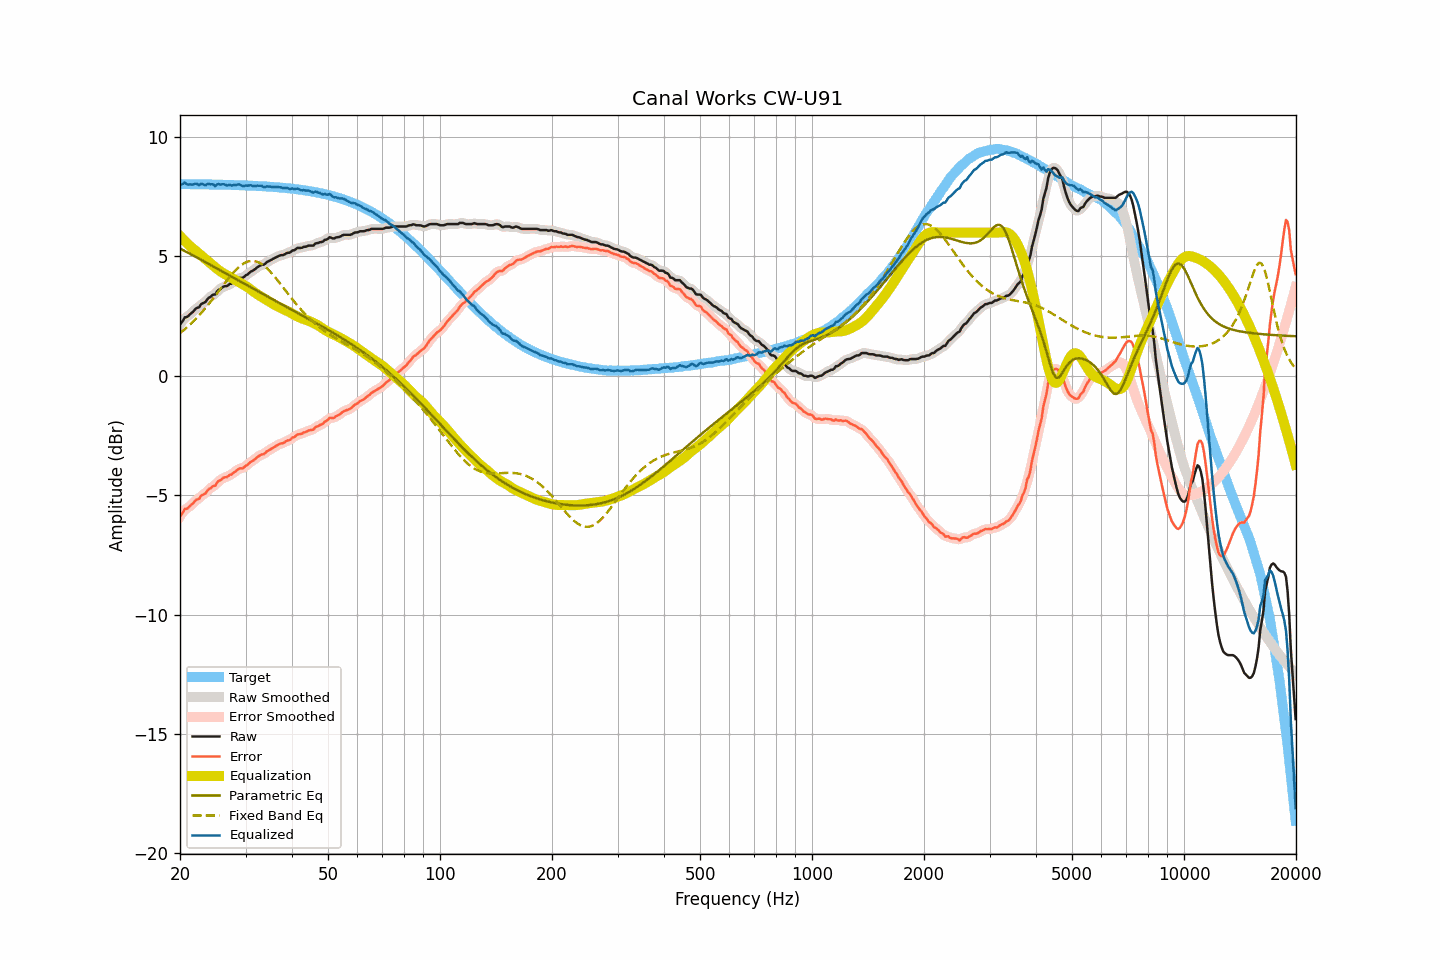 Canal Works CW-U91
10
5
0
−5
−10
−15
−20
Amplitude (dBr)
Target
Raw Smoothed
Error Smoothed
Raw
Error
Equalization
Parametric Eq
Fixed Band Eq
Equalized
20 50 100 200 500 1000 2000 5000 10000 20000
Frequency (Hz)